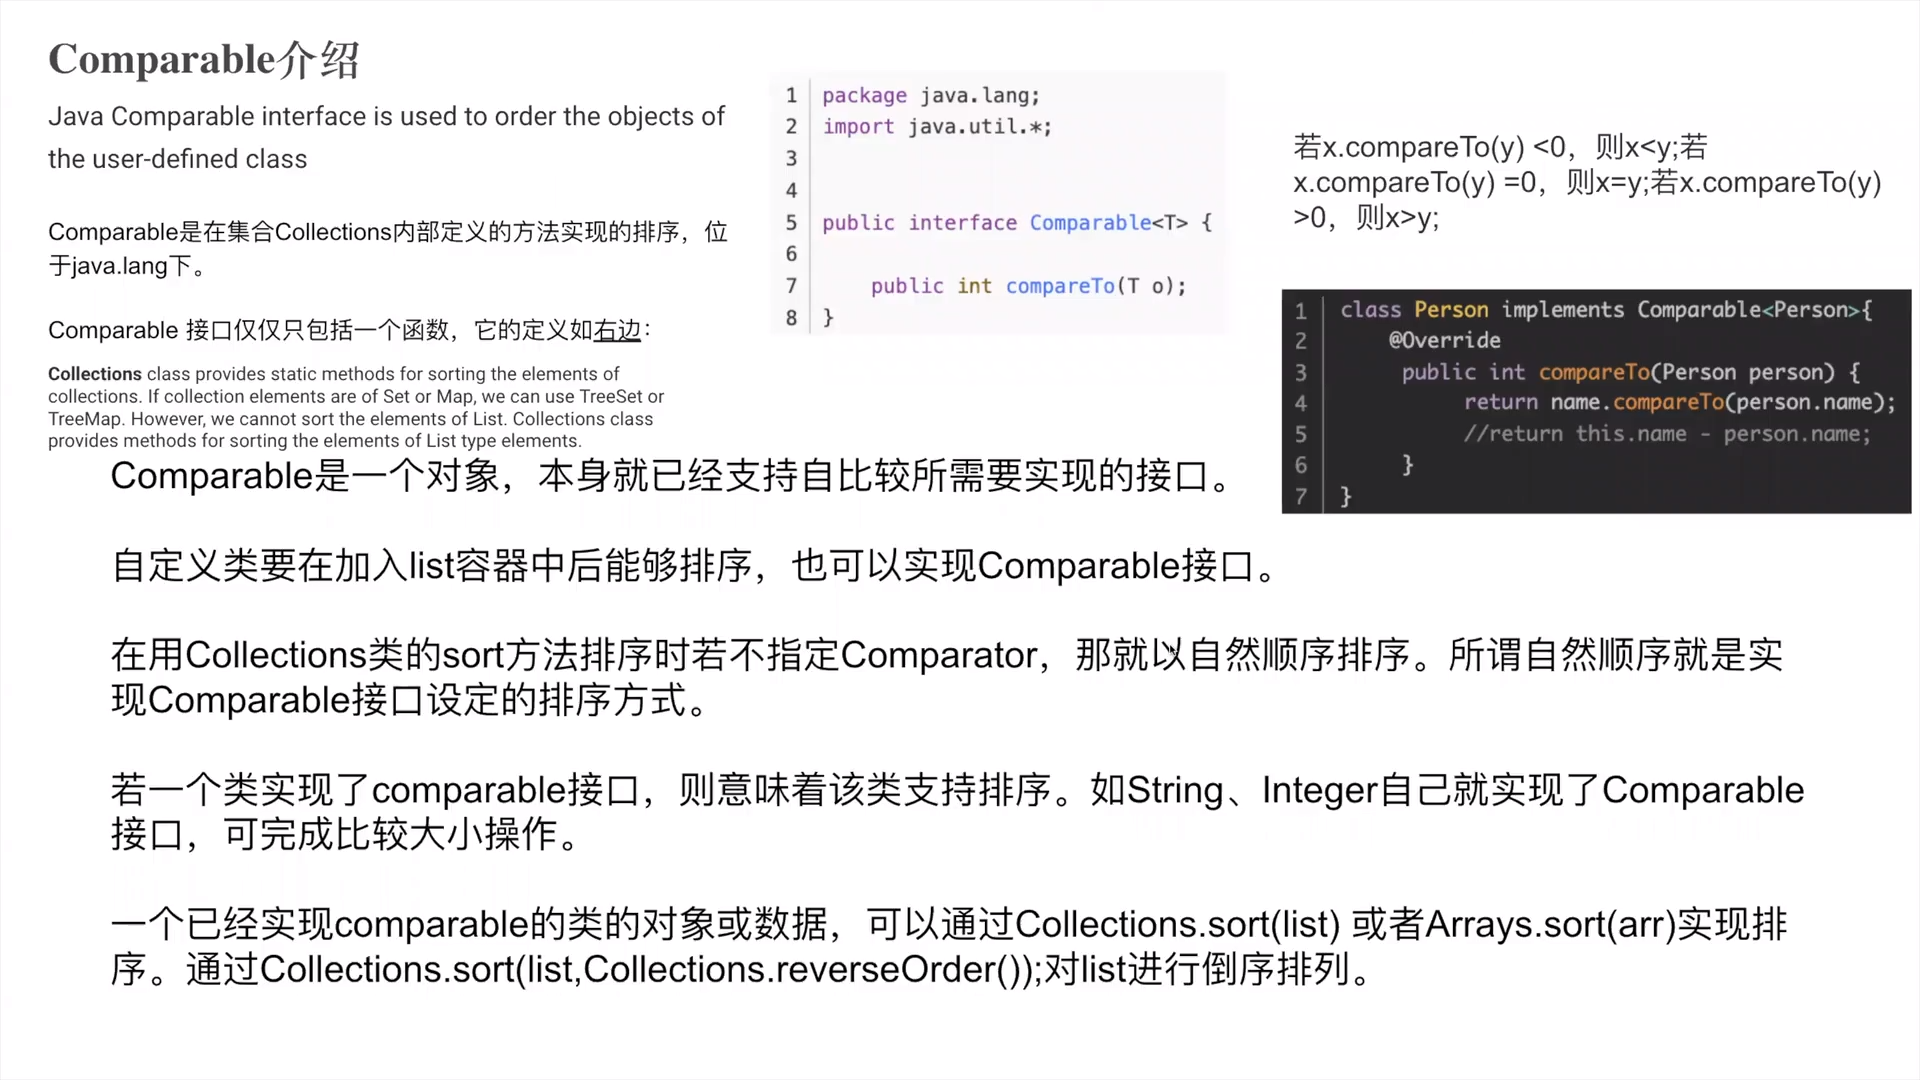 Comparable介绍
Java Comparable interface is used to order the objects of
the user-defined class
Comparable是在集合Collections内部定义的方法实现的排序，位
于java.lang下。
Comparable 接口仅仅只包括一个函数，它的定义如右边：
Collections class provides static methods for sorting the elements of
collections. If collection elements are of Set or Map, we can use TreeSet or
TreeMap. However, we cannot sort the elements of List. Collections class
provides methods for sorting the elements of List type elements.
1 package java.lang;
2 import java.util.*;
3
4
5 public interface Comparable<T> {
6
7     public int compareTo(T o);
8 }
若x.compareTo(y) <0，则x<y;若
x.compareTo(y) =0，则x=y;若x.compareTo(y)
>0，则x>y;
1 class Person implements Comparable<Person>{
2     @Override
3      public int compareTo(Person person) {
4           return name.compareTo(person.name);
5           //return this.name - person.name;
6      }
7 }
Comparable是一个对象，本身就已经支持自比较所需要实现的接口。
自定义类要在加入list容器中后能够排序，也可以实现Comparable接口。
在用Collections类的sort方法排序时若不指定Comparator，那就以自然顺序排序。所谓自然顺序就是实
现Comparable接口设定的排序方式。
若一个类实现了comparable接口，则意味着该类支持排序。如String、Integer自己就实现了Comparable
接口，可完成比较大小操作。
一个已经实现comparable的类的对象或数据，可以通过Collections.sort(list) 或者Arrays.sort(arr)实现排
序。通过Collections.sort(list,Collections.reverseOrder());对list进行倒序排列。